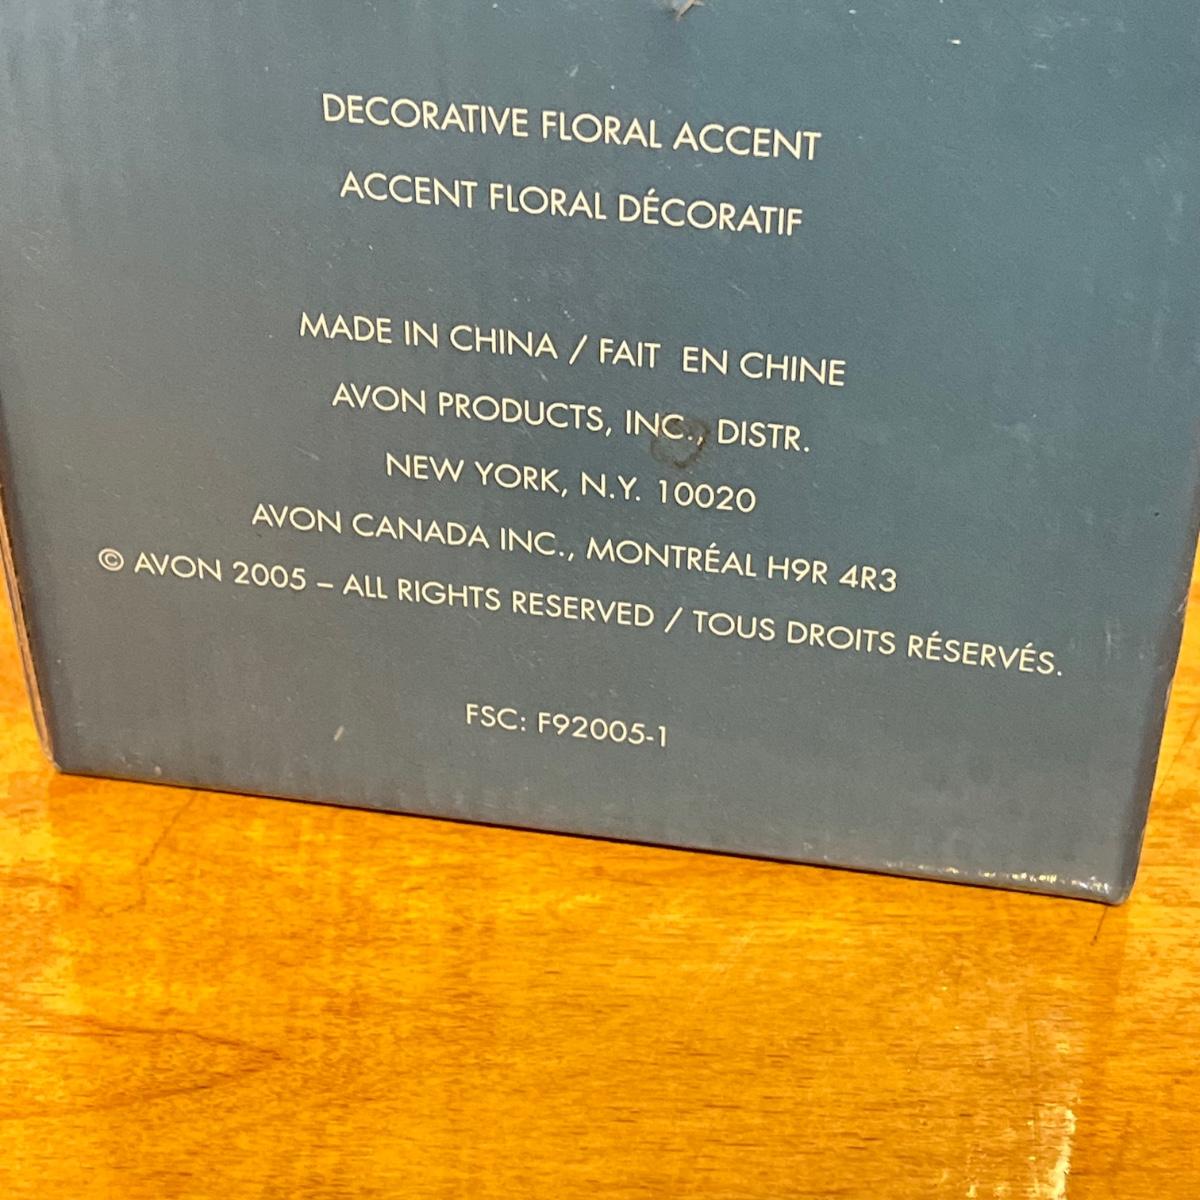 DECORATIVE FLORAL ACCENT
ACCENT FLORAL DÉCORATIF
MADE IN CHINA / FAIT EN CHINE
AVON PRODUCTS, INC., DISTR.
NEW YORK, N.Y. 10020
AVON CANADA INC., MONTRÉAL H9R 4R3
© AVON 2005 – ALL RIGHTS RESERVED / TOUS DROITS RÉSERVÉS.
FSC: F92005-1